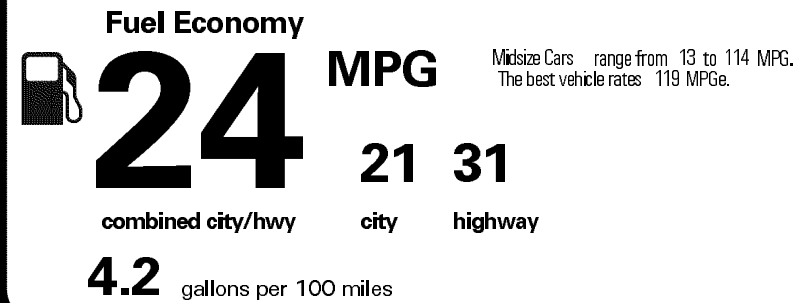 Fuel Economy
24 MPG
Midsize Cars range from 13 to 114 MPG.
The best vehicle rates 119 MPGe.
21 31
combined city/hwy city highway
4.2 gallons per 100 miles